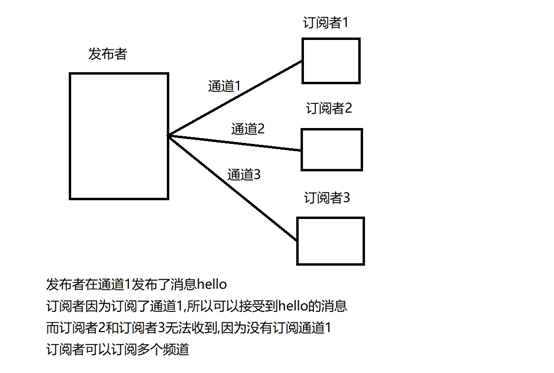 订阅者1
发布者
通道1
订阅者2
通道2
通道3
订阅者3
发布者在通道1发布了消息hello
订阅者因为订阅了通道1,所以可以接受到hello的消息
而订阅者2和订阅者3无法收到,因为没有订阅通道1
订阅者可以订阅多个频道